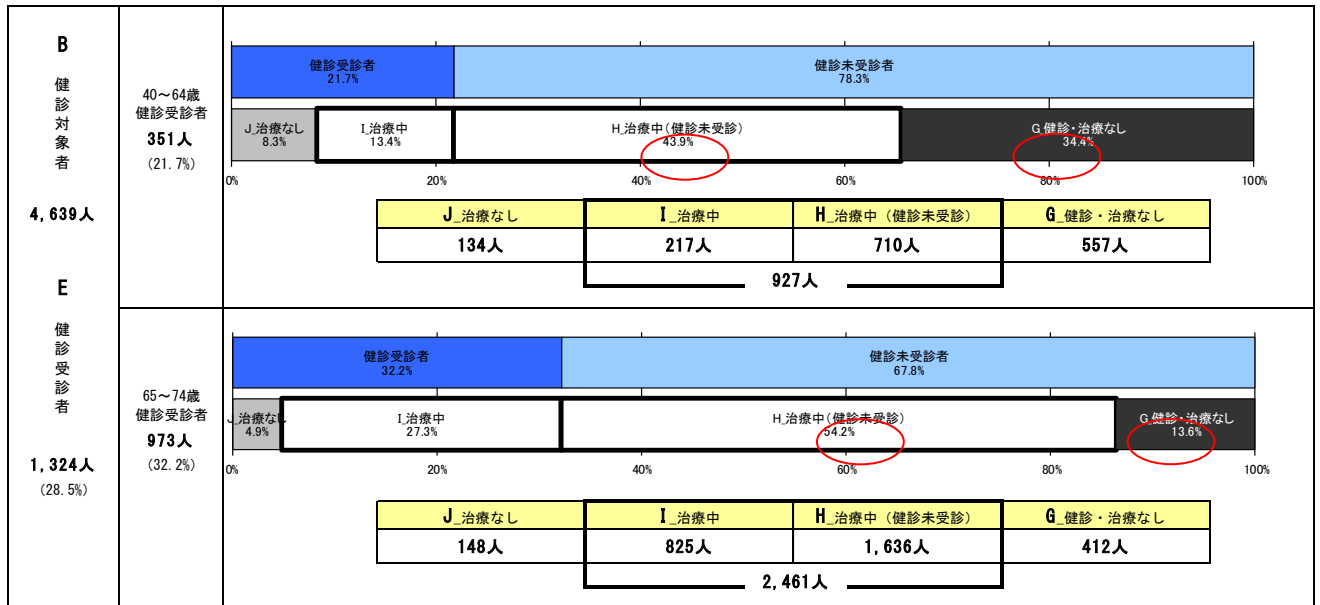 B
健診対象者
4,639人
E
健診受診者
1,324人
(28.5%)
40～64歳
健診受診者
351人
(21.7%)
健診受診者
21.7%
健診未受診者
78.3%
J_治療なし
8.3%
I_治療中
13.4%
H_治療中(健診未受診)
43.9%
G_健診・治療なし
34.4%
0% 20% 40% 60% 80% 100%
J_治療なし I_治療中 H_治療中（健診未受診） G_健診・治療なし
134人 217人 710人 557人
927人
65～74歳
健診受診者
973人
(32.2%)
健診受診者
32.2%
健診未受診者
67.8%
J_治療なし
4.9%
I_治療中
27.3%
H_治療中(健診未受診)
54.2%
G_健診・治療なし
13.6%
0% 20% 40% 60% 80% 100%
J_治療なし I_治療中 H_治療中（健診未受診） G_健診・治療なし
148人 825人 1,636人 412人
2,461人